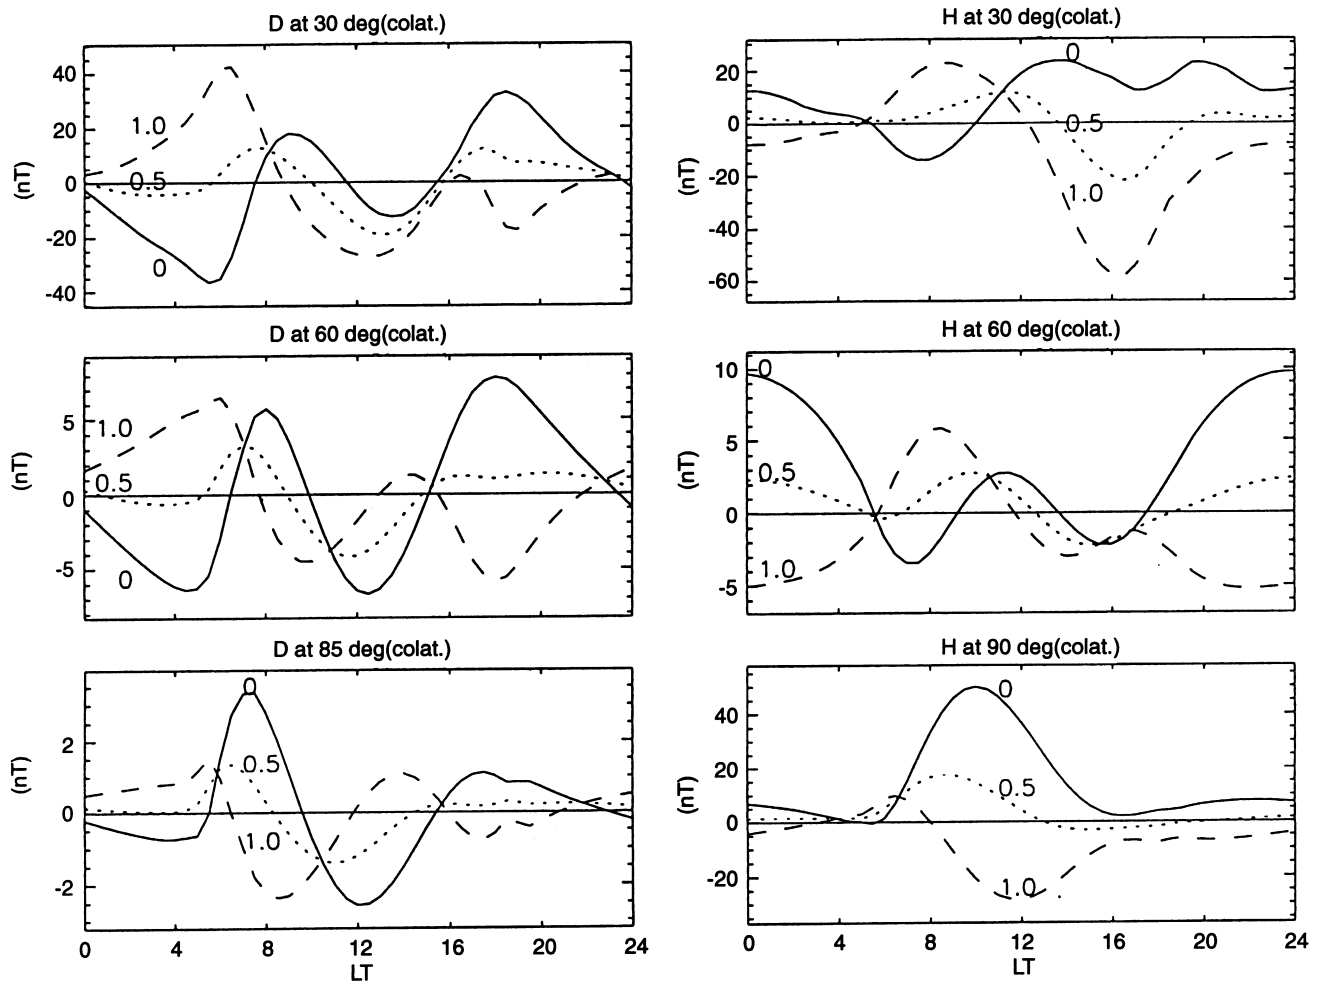 D at 30 deg(colat.)
40
20
0
-20
-40
(nT)
1.0
0.5
0
H at 30 deg(colat.)
20
0
-20
-40
-60
(nT)
0
0.5
1.0
D at 60 deg(colat.)
5
0
-5
(nT)
1.0
0.5
0
H at 60 deg(colat.)
10
5
0
-5
(nT)
0
0.5
1.0
D at 85 deg(colat.)
2
0
-2
(nT)
0
0.5
1.0
0 4 8 12 16 20 24
LT
H at 90 deg(colat.)
40
20
0
-20
(nT)
0
0.5
1.0
0 4 8 12 16 20 24
LT